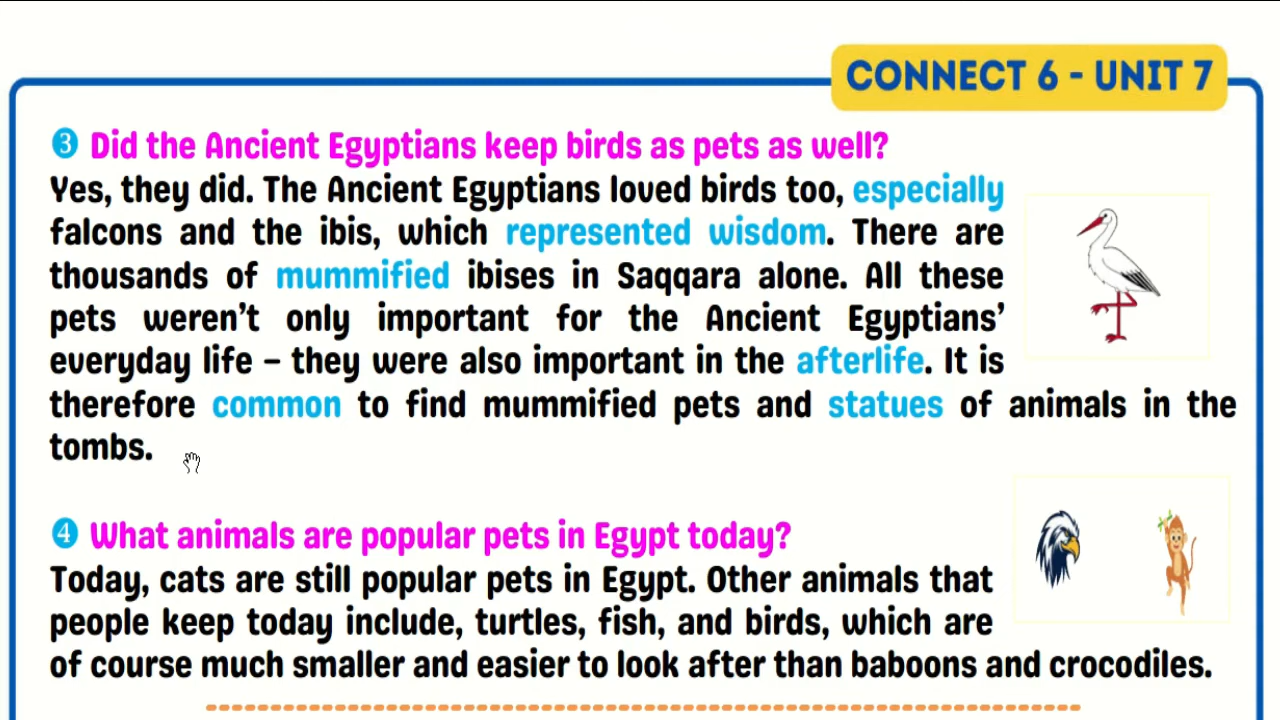 CONNECT 6 - UNIT 7
3 Did the Ancient Egyptians keep birds as pets as well?
Yes, they did. The Ancient Egyptians loved birds too, especially
falcons and the ibis, which represented wisdom. There are
thousands of mummified ibises in Saqqara alone. All these
pets weren’t only important for the Ancient Egyptians’
everyday life – they were also important in the afterlife. It is
therefore common to find mummified pets and statues of animals in the
tombs.
4 What animals are popular pets in Egypt today?
Today, cats are still popular pets in Egypt. Other animals that
people keep today include, turtles, fish, and birds, which are
of course much smaller and easier to look after than baboons and crocodiles.